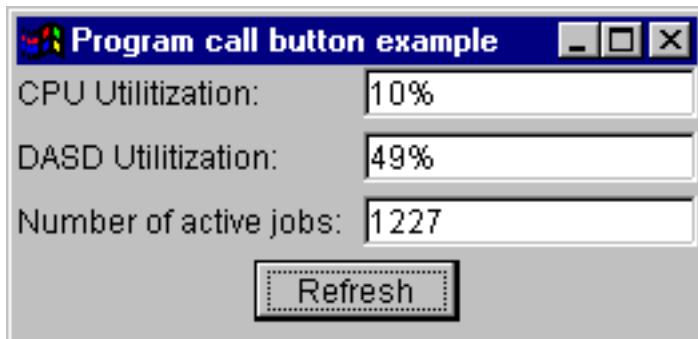 Program call button example
CPU Utilitization: 10%
DASD Utilitization: 49%
Number of active jobs: 1227
Refresh